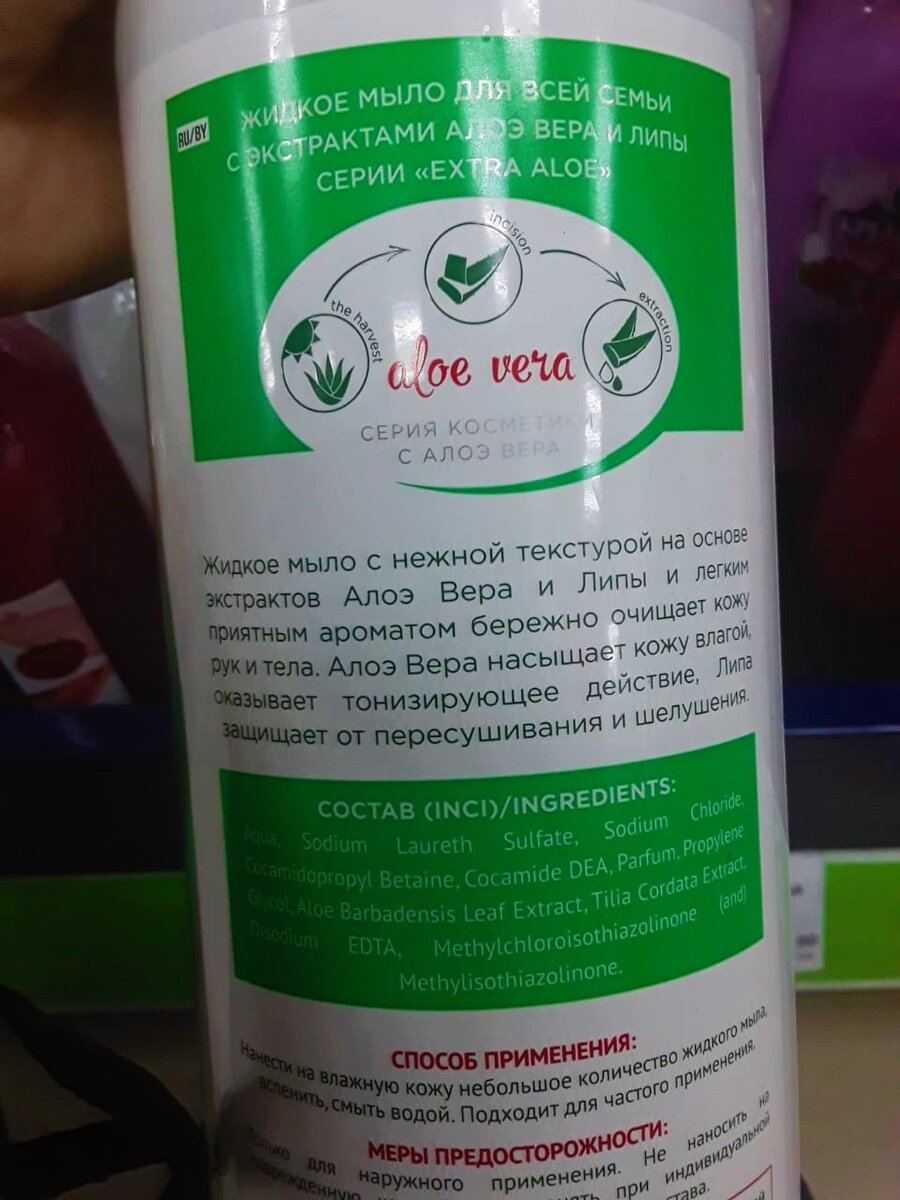 RU/BY
ЖИДКОЕ МЫЛО ДЛЯ ВСЕЙ СЕМЬИ
С ЭКСТРАКТАМИ АЛОЭ ВЕРА И ЛИПЫ
СЕРИИ «EXTRA ALOE»
incision
the harvest
extraction
aloe vera
СЕРИЯ КОСМЕТИКИ
С АЛОЭ ВЕРА
Жидкое мыло с нежной текстурой на основе
экстрактов Алоэ Вера и Липы и легким
приятным ароматом бережно очищает кожу
рук и тела. Алоэ Вера насыщает кожу влагой,
оказывает тонизирующее действие, Липа
защищает от пересушивания и шелушения.
СОСТАВ (INCI)/INGREDIENTS:
Aqua, Sodium Laureth Sulfate, Sodium Chloride,
Cocamidopropyl Betaine, Cocamide DEA, Parfum, Propylene
Glycol, Aloe Barbadensis Leaf Extract, Tilia Cordata Extract,
Disodium EDTA, Methylchloroisothiazolinone (and)
Methylisothiazolinone.
СПОСОБ ПРИМЕНЕНИЯ:
Нанести на влажную кожу небольшое количество жидкого мыла,
вспенить, смыть водой. Подходит для частого применения.
МЕРЫ ПРЕДОСТОРОЖНОСТИ:
Только для наружного применения. Не наносить на
при индивидуальной